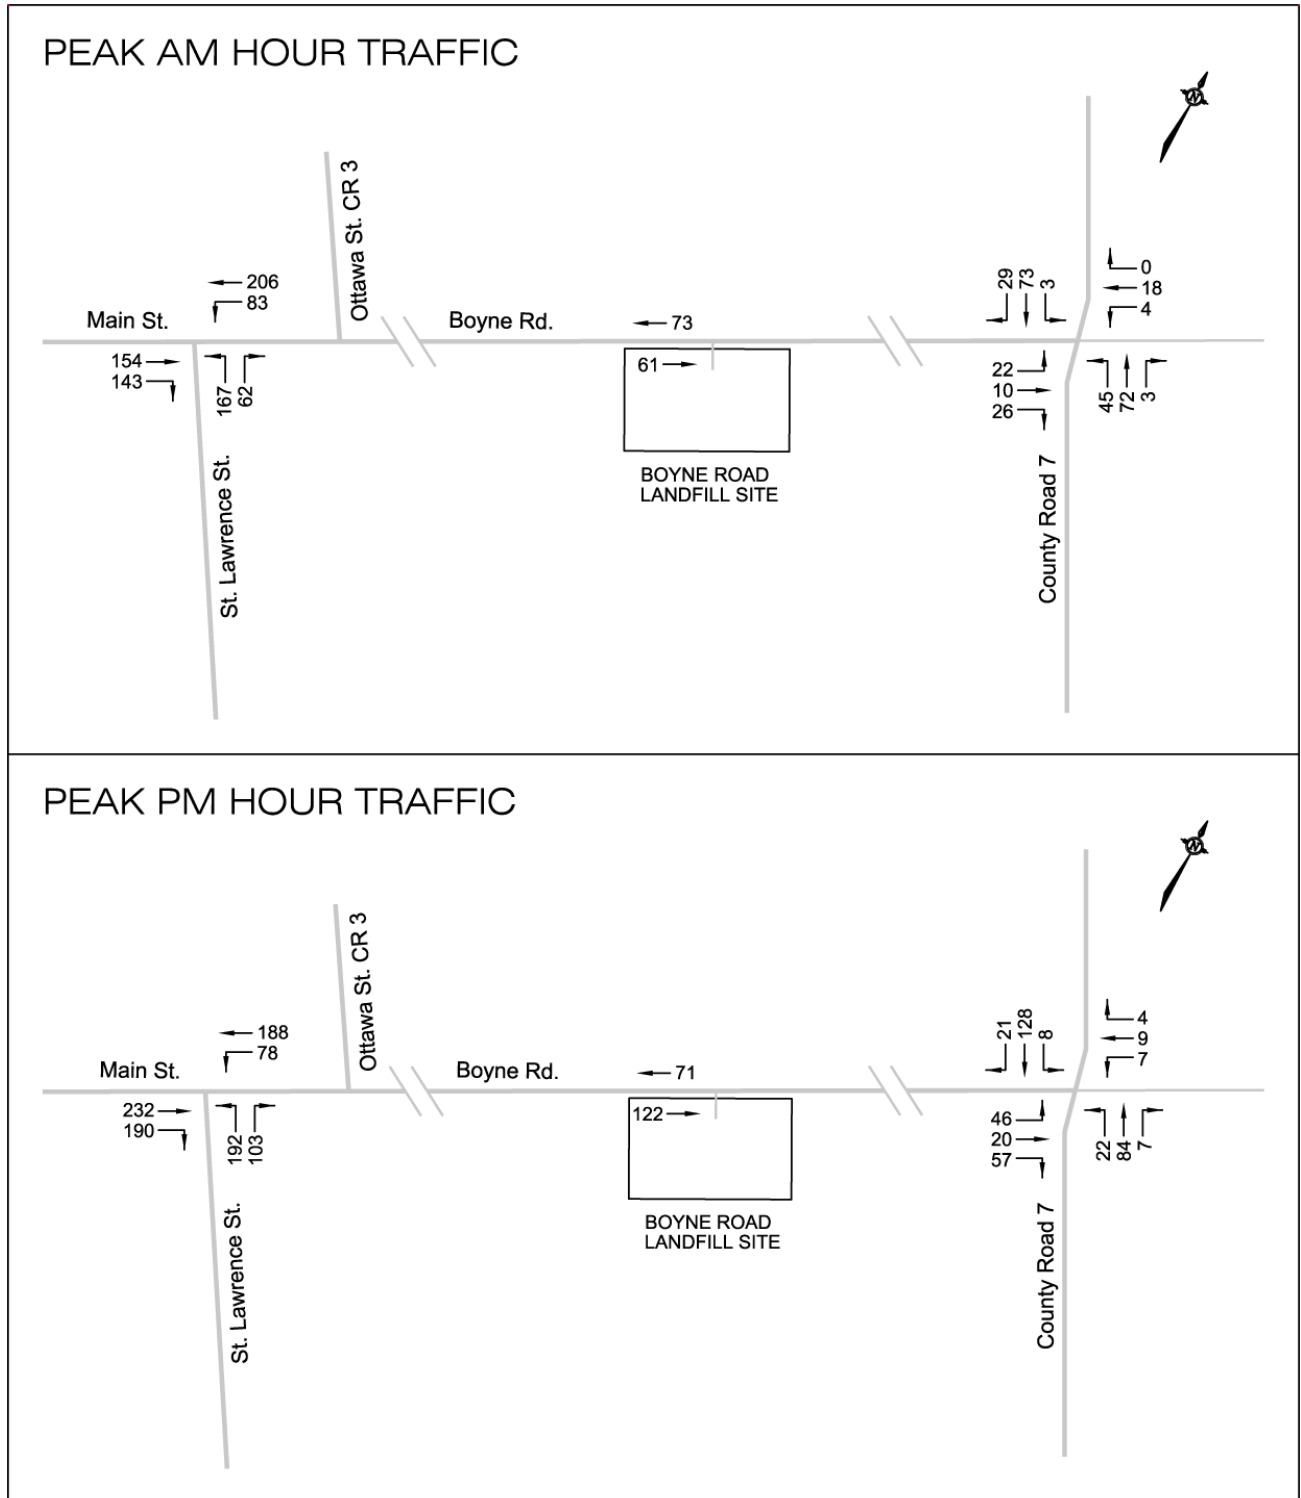 PEAK AM HOUR TRAFFIC
N
Ottawa St. CR 3
206
83
Main St.
Boyne Rd.
73
29
73
3
0
18
4
154
143
167
62
61
22
10
26
45
72
3
BOYNE ROAD
LANDFILL SITE
St. Lawrence St.
County Road 7
PEAK PM HOUR TRAFFIC
N
Ottawa St. CR 3
188
78
Main St.
Boyne Rd.
71
21
128
8
4
9
7
232
190
192
103
122
46
20
57
22
84
7
BOYNE ROAD
LANDFILL SITE
St. Lawrence St.
County Road 7